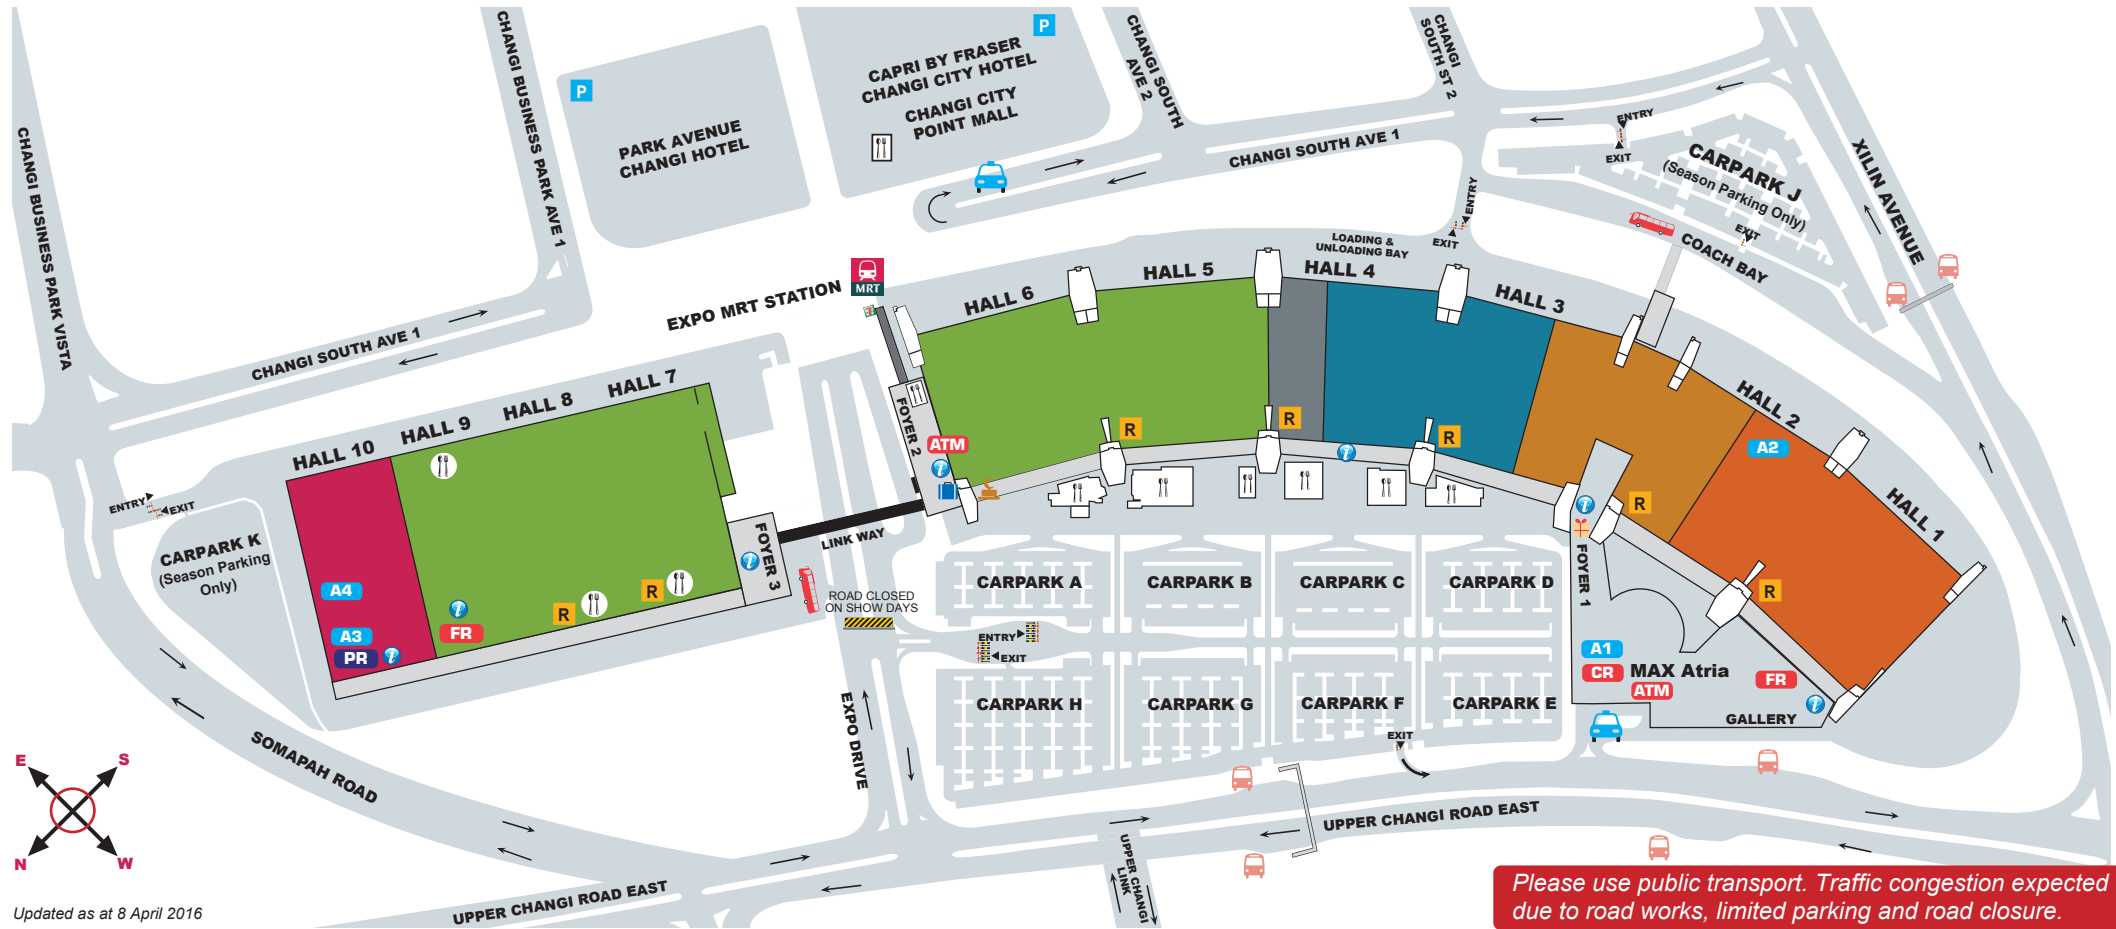 CHANGI BUSINESS PARK VISTA
CHANGI BUSINESS PARK AVE 1
P
PARK AVENUE
CHANGI HOTEL
P
CAPRI BY FRASER
CHANGI CITY HOTEL
CHANGI CITY
POINT MALL
CHANGI SOUTH
AVE 2
CHANGI
SOUTH ST 2
CHANGI SOUTH AVE 1
ENTRY
EXIT
CARPARK J
(Season Parking
Only)
EXIT
XILIN AVENUE
COACH BAY
ENTRY
EXIT
LOADING &
UNLOADING BAY
CHANGI SOUTH AVE 1
EXPO MRT STATION
MRT
HALL 10
HALL 9
HALL 8
HALL 7
HALL 6
HALL 5
HALL 4
HALL 3
HALL 2
HALL 1
ENTRY
EXIT
CARPARK K
(Season Parking
Only)
A4
A3
PR
i
i
FR
R
R
FOYER 3
i
LINK WAY
FOYER 2
ATM
i
R
R
i
R
A2
i
R
FOYER 1
R
ROAD CLOSED
ON SHOW DAYS
CARPARK A
CARPARK B
CARPARK C
CARPARK D
ENTRY
EXIT
CARPARK H
CARPARK G
CARPARK F
CARPARK E
EXIT
A1
CR
MAX Atria
ATM
FR
i
GALLERY
EXPO DRIVE
SOMAPAH ROAD
E
S
N
W
UPPER CHANGI ROAD EAST
UPPER CHANGI ROAD EAST
UPPER CHANGI
LINK
Updated as at 8 April 2016
Please use public transport. Traffic congestion expected
due to road works, limited parking and road closure.